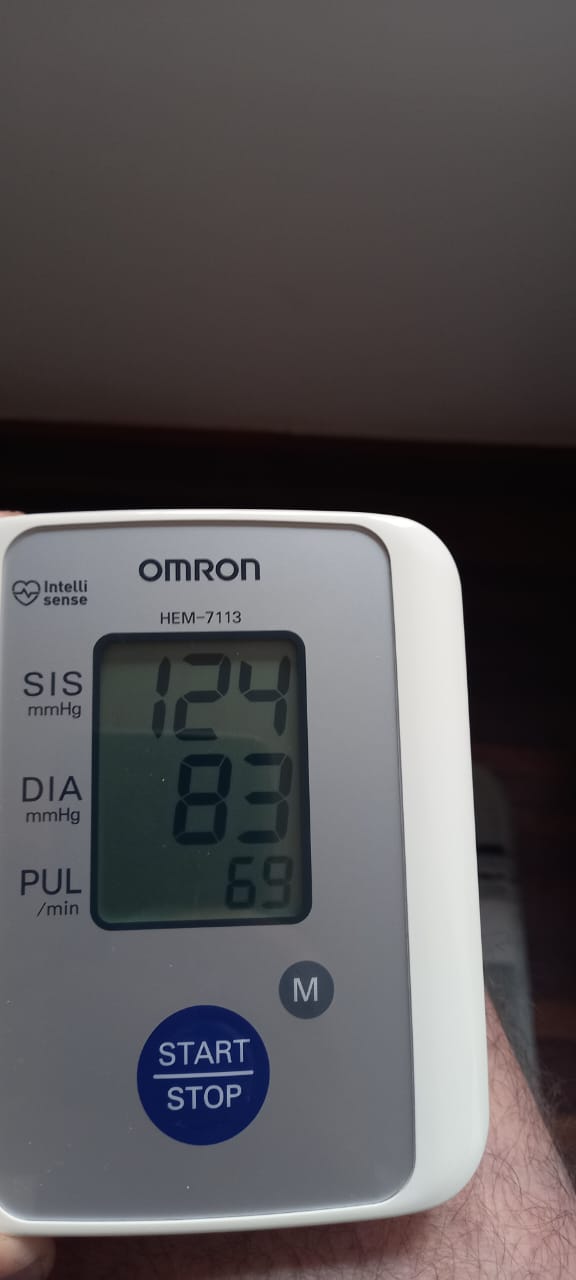 OMRON
Intelli
sense
HEM-7113
SIS
mmHg
124
DIA
mmHg
83
PUL
/min
69
M
START
STOP